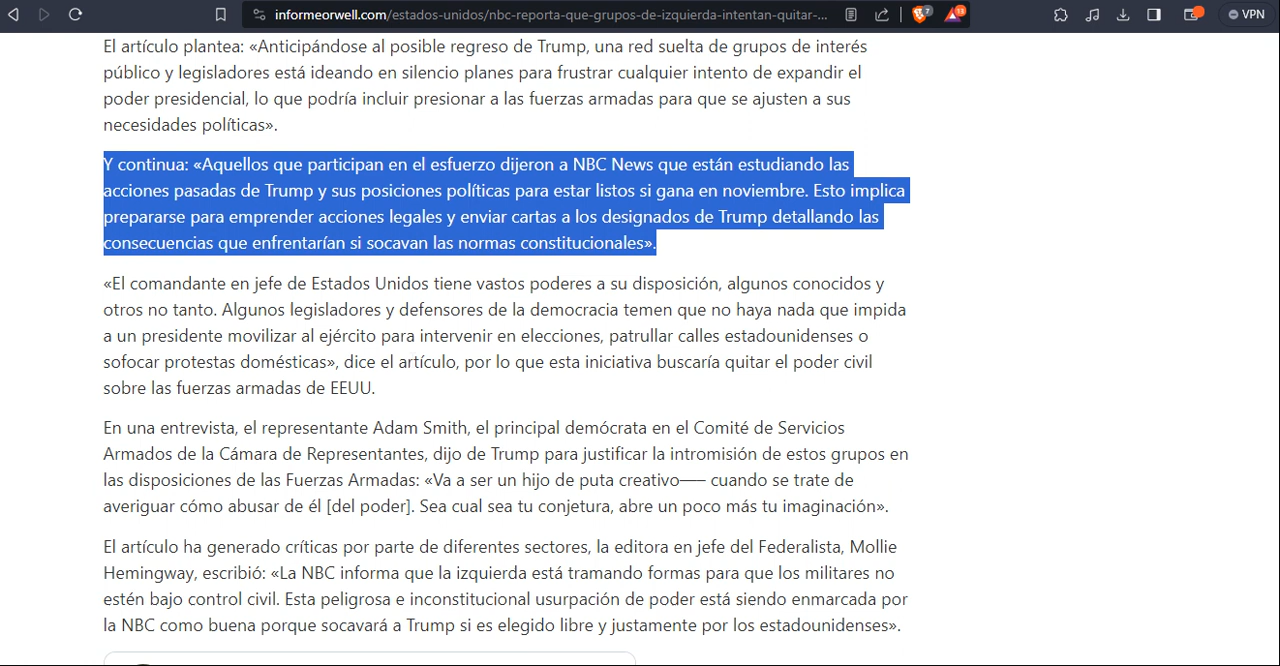 informeorwell.com/estados-unidos/nbc-reporta-que-grupos-de-izquierda-intentan-quitar-...
7
13
VPN
El artículo plantea: «Anticipándose al posible regreso de Trump, una red suelta de grupos de interés
público y legisladores está ideando en silencio planes para frustrar cualquier intento de expandir el
poder presidencial, lo que podría incluir presionar a las fuerzas armadas para que se ajusten a sus
necesidades políticas».
Y continua: «Aquellos que participan en el esfuerzo dijeron a NBC News que están estudiando las
acciones pasadas de Trump y sus posiciones políticas para estar listos si gana en noviembre. Esto implica
prepararse para emprender acciones legales y enviar cartas a los designados de Trump detallando las
consecuencias que enfrentarían si socavan las normas constitucionales».
«El comandante en jefe de Estados Unidos tiene vastos poderes a su disposición, algunos conocidos y
otros no tanto. Algunos legisladores y defensores de la democracia temen que no haya nada que impida
a un presidente movilizar al ejército para intervenir en elecciones, patrullar calles estadounidenses o
sofocar protestas domésticas», dice el artículo, por lo que esta iniciativa buscaría quitar el poder civil
sobre las fuerzas armadas de EEUU.
En una entrevista, el representante Adam Smith, el principal demócrata en el Comité de Servicios
Armados de la Cámara de Representantes, dijo de Trump para justificar la intromisión de estos grupos en
las disposiciones de las Fuerzas Armadas: «Va a ser un hijo de puta creativo—– cuando se trate de
averiguar cómo abusar de él [del poder]. Sea cual sea tu conjetura, abre un poco más tu imaginación».
El artículo ha generado críticas por parte de diferentes sectores, la editora en jefe del Federalista, Mollie
Hemingway, escribió: «La NBC informa que la izquierda está tramando formas para que los militares no
estén bajo control civil. Esta peligrosa e inconstitucional usurpación de poder está siendo enmarcada por
la NBC como buena porque socavará a Trump si es elegido libre y justamente por los estadounidenses».